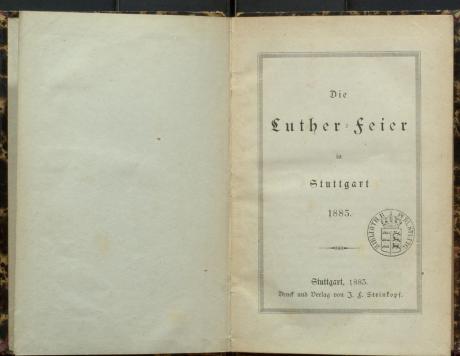 Die
Luther-Feier
in
Stuttgart
1883.
Stuttgart, 1883.
Druck und Verlag von J. F. Steinkopf.